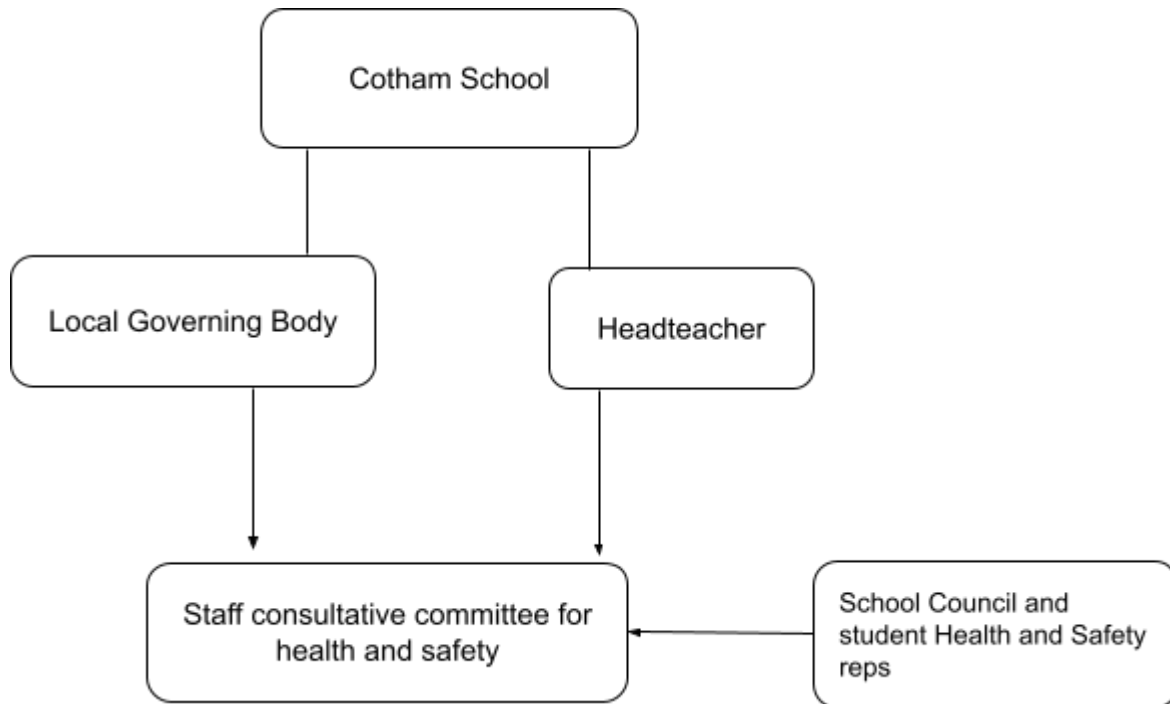 Cotham School
Local Governing Body
Headteacher
Staff consultative committee for
health and safety
School Council and
student Health and Safety
reps